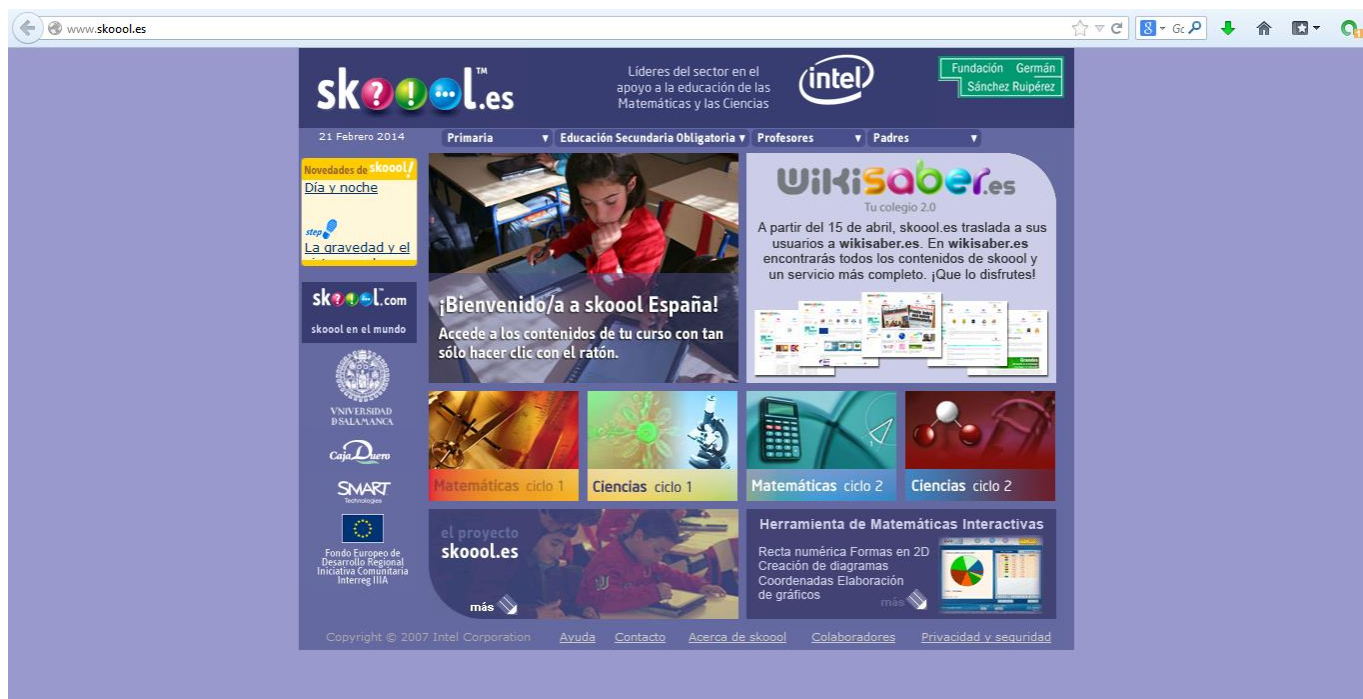 www.skoool.es
sk?!...l.es™
Líderes del sector en el
apoyo a la educación de las
Matemáticas y las Ciencias
intel
Fundación Germán
Sánchez Ruipérez
21 Febrero 2014
Primaria
Educación Secundaria Obligatoria
Profesores
Padres
Novedades de skoool!
Día y noche
step
La gravedad y el
skoool.com
skoool en el mundo
VNIVERSIDAD
DSALAMANCA
Caja Duero
SMART
Technologies
Fondo Europeo de
Desarrollo Regional
Iniciativa Comunitaria
Interreg IIIA
¡Bienvenido/a a skoool España!
Accede a los contenidos de tu curso con tan
sólo hacer clic con el ratón.
wikisaber.es
Tu colegio 2.0
A partir del 15 de abril, skoool.es traslada a sus
usuarios a wikisaber.es. En wikisaber.es
encontrarás todos los contenidos de skoool y
un servicio más completo. ¡Que lo disfrutes!
Matemáticas ciclo 1
Ciencias ciclo 1
Matemáticas ciclo 2
Ciencias ciclo 2
el proyecto
skoool.es
más
Herramienta de Matemáticas Interactivas
Recta numérica Formas en 2D
Creación de diagramas
Coordenadas Elaboración
de gráficos
más
Copyright © 2007 Intel Corporation
Ayuda
Contacto
Acerca de skoool
Colaboradores
Privacidad y seguridad